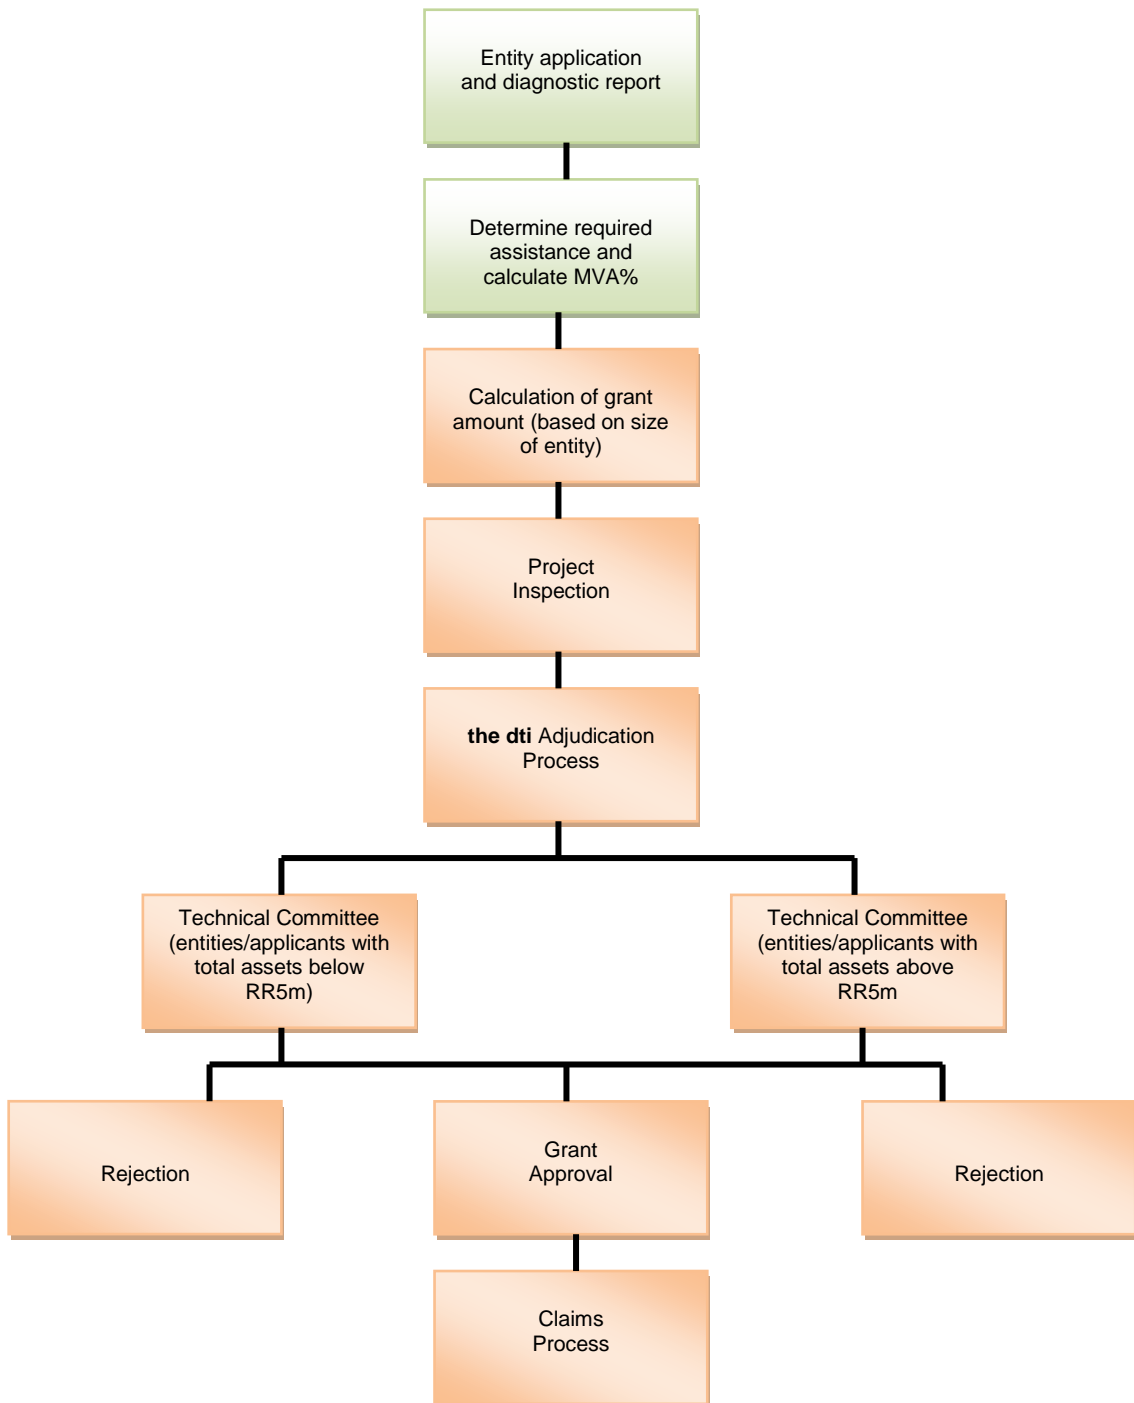 Entity application
and diagnostic report
Determine required
assistance and
calculate MVA%
Calculation of grant
amount (based on size
of entity)
Project
Inspection
the dti Adjudication
Process
Technical Committee
(entities/applicants with
total assets below
RR5m)
Technical Committee
(entities/applicants with
total assets above
RR5m
Rejection
Grant
Approval
Rejection
Claims
Process